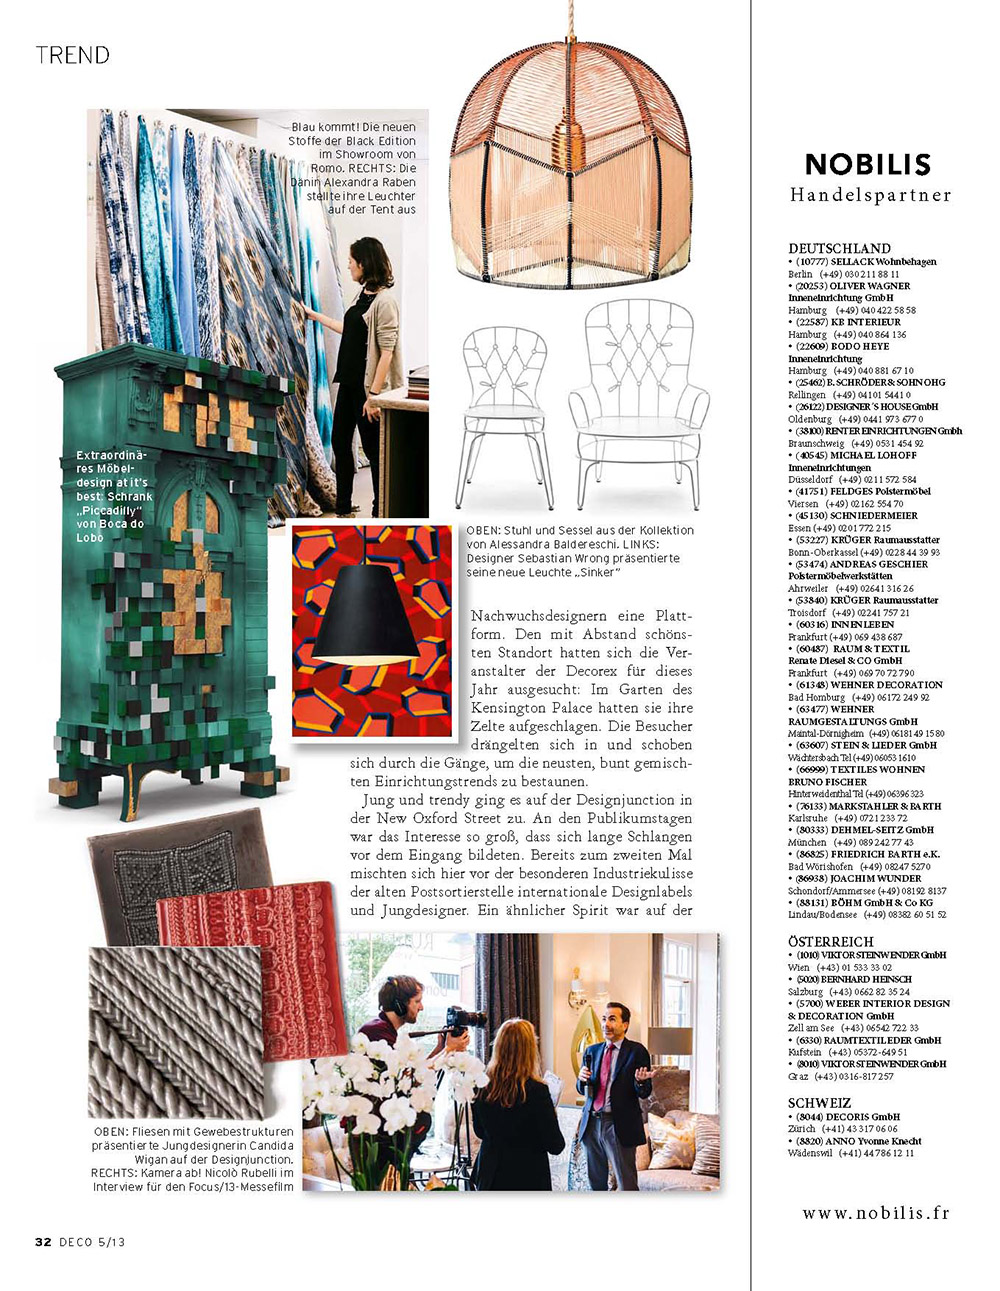 TREND
Blau kommt! Die neuen
Stoffe der Black Edition
im Showroom von
Romo. RECHTS: Die
Dänin Alexandra Raben
stellte ihre Leuchter
auf der Tent aus
Extraordinä-
res Möbel-
design at it's
best: Schrank
„Piccadilly“
von Boca do
Lobo
OBEN: Stuhl und Sessel aus der Kollektion
von Alessandra Baldereschi. LINKS:
Designer Sebastian Wrong präsentierte
seine neue Leuchte „Sinker“
Nachwuchsdesignern eine Platt-
form. Den mit Abstand schöns-
ten Standort hatten sich die Ver-
anstalter der Decorex für dieses
Jahr ausgesucht: Im Garten des
Kensington Palace hatten sie ihre
Zelte aufgeschlagen. Die Besucher
drängelten sich in und schoben
sich durch die Gänge, um die neusten, bunt gemisch-
ten Einrichtungstrends zu bestaunen.
Jung und trendy ging es auf der Designjunction in
der New Oxford Street zu. An den Publikumstagen
war das Interesse so groß, dass sich lange Schlangen
vor dem Eingang bildeten. Bereits zum zweiten Mal
mischten sich hier vor der besonderen Industriekulisse
der alten Postsortierstelle internationale Designlabels
und Jungdesigner. Ein ähnlicher Spirit war auf der
OBEN: Fliesen mit Gewebestrukturen
präsentierte Jungdesignerin Candida
Wigan auf der Designjunction.
RECHTS: Kamera ab! Nicolò Rubelli im
Interview für den Focus/13-Messefilm
32 DECO 5/13
NOBILIS
Handelspartner
DEUTSCHLAND
• (10777) SELLACK Wohnbehagen
Berlin (+49) 030 211 88 11
• (20253) OLIVER WAGNER
Inneneinrichtung GmbH
Hamburg (+49) 040 422 58 58
• (22587) KB INTERIEUR
Hamburg (+49) 040 864 136
• (22609) BODO HEYE
Inneneinrichtung
Hamburg (+49) 040 881 67 10
• (25462) B. SCHRÖDER & SOHN OHG
Rellingen (+49) 04101 5441 0
• (26122) DESIGNER´S HOUSE GmbH
Oldenburg (+49) 0441 973 677 0
• (38100) RENTER EINRICHTUNGEN Gmbh
Braunschweig (+49) 0531 454 92
• (40545) MICHAEL LOHOFF
Inneneinrichtungen
Düsseldorf (+49) 0211 572 584
• (41751) FELDGES Polstermöbel
Viersen (+49) 02162 554 70
• (45130) SCHNIEDERMEIER
Essen (+49) 0201 772 215
• (53227) KRÜGER Raumausstatter
Bonn-Oberkassel (+49) 0228 44 39 93
• (53474) ANDREAS GESCHIER
Polstermöbelwerkstätten
Ahrweiler (+49) 02641 316 26
• (53840) KRÜGER Raumausstatter
Troisdorf (+49) 02241 757 21
• (60316) INNENLEBEN
Frankfurt (+49) 069 438 687
• (60487) RAUM & TEXTIL
Renate Diesel & CO GmbH
Frankfurt (+49) 069 70 72 790
• (61348) WEHNER DECORATION
Bad Homburg (+49) 06172 249 92
• (63477) WEHNER
RAUMGESTALTUNGS GmbH
Maintal-Dörnigheim (+49) 06181 49 15 80
• (63607) STEIN & LIEDER GmbH
Wächtersbach Tel (+49) 06053 1610
• (66999) TEXTILES WOHNEN
BRUNO FISCHER
Hinterweidenthal Tel (+49) 06396 323
• (76133) MARKSTAHLER & BARTH
Karlsruhe (+49) 0721 233 72
• (80333) DEHMEL-SEITZ GmbH
München (+49) 089 242 77 43
• (86825) FRIEDRICH BARTH e.K.
Bad Wörishofen (+49) 08247 5270
• (86938) JOACHIM WUNDER
Schondorf/Ammersee (+49) 08192 8137
• (88131) BÖHM GmbH & Co KG
Lindau/Bodensee (+49) 08382 60 51 52
ÖSTERREICH
• (1010) VIKTOR STEINWENDER GmbH
Wien (+43) 01 533 33 02
• (5020) BERNHARD HEINSCH
Salzburg (+43) 0662 82 35 24
• (5700) WEBER INTERIOR DESIGN
& DECORATION GmbH
Zell am See (+43) 06542 722 33
• (6330) RAUMTEXTIL EDER GmbH
Kufstein (+43) 05372-649 51
• (8010) VIKTOR STEINWENDER GmbH
Graz (+43) 0316-817 257
SCHWEIZ
• (8044) DECORIS GmbH
Zürich (+41) 43 317 06 06
• (8820) ANNO Yvonne Knecht
Wädenswil (+41) 44 786 12 11
www.nobilis.fr